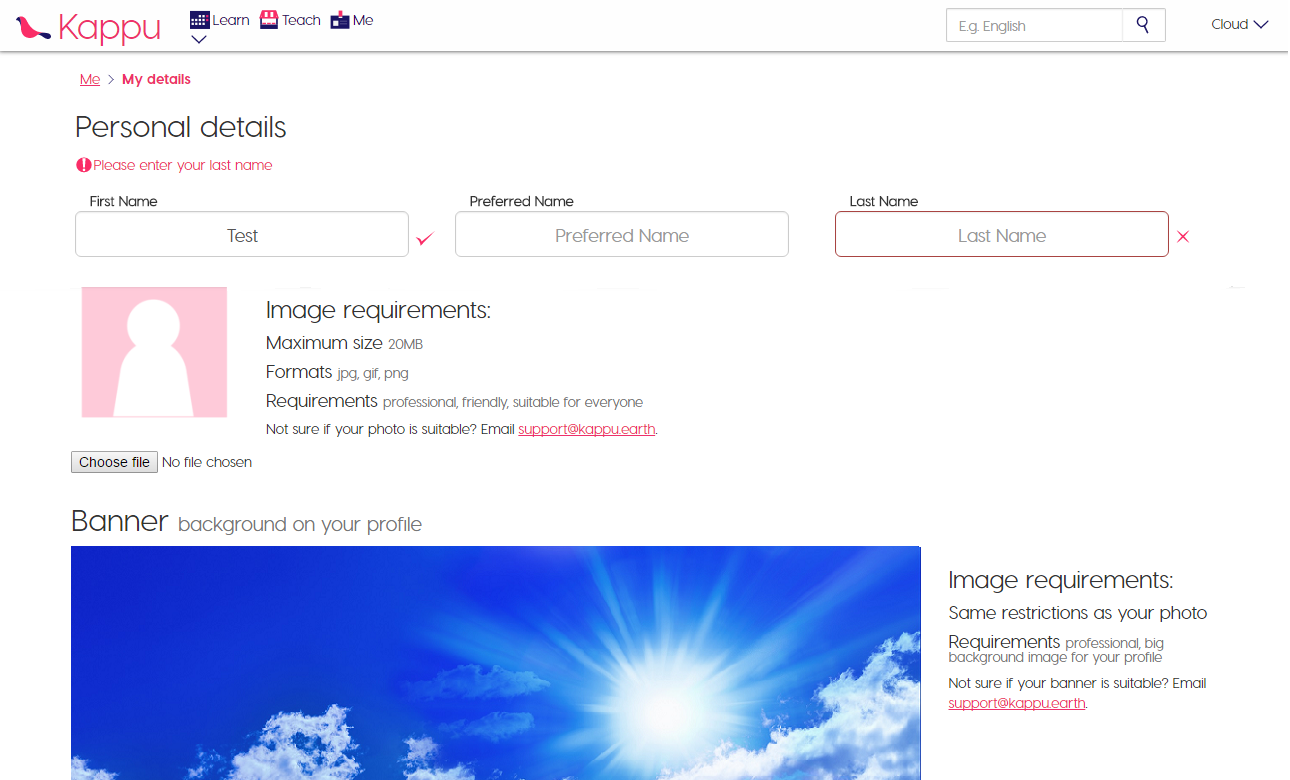 Kappu Learn Teach Me E.g. English Cloud
Me > My details
Personal details
Please enter your last name
First Name Preferred Name Last Name
Test Preferred Name Last Name
Image requirements:
Maximum size 20MB
Formats jpg, gif, png
Requirements professional, friendly, suitable for everyone
Not sure if your photo is suitable? Email support@kappu.earth.
Choose file No file chosen
Banner background on your profile
Image requirements:
Same restrictions as your photo
Requirements professional, big
background image for your profile
Not sure if your banner is suitable? Email
support@kappu.earth.